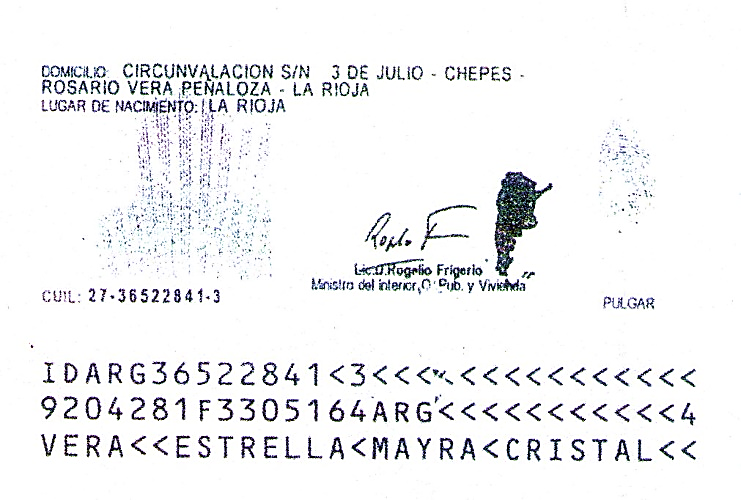 DOMICILIO: CIRCUNVALACION S/N 3 DE JULIO - CHEPES -
ROSARIO VERA PEÑALOZA - LA RIOJA
LUGAR DE NACIMIENTO: LA RIOJA
Lic. Rogelio Frigerio
Ministro del Interior, O. Pub. y Vivienda
CUIL: 27-36522841-3
PULGAR
IDARG36522841<3<<<<<<<<<<<<<<<
9204281F3305164ARG<<<<<<<<<<<4
VERA<<ESTRELLA<MAYRA<CRISTAL<<